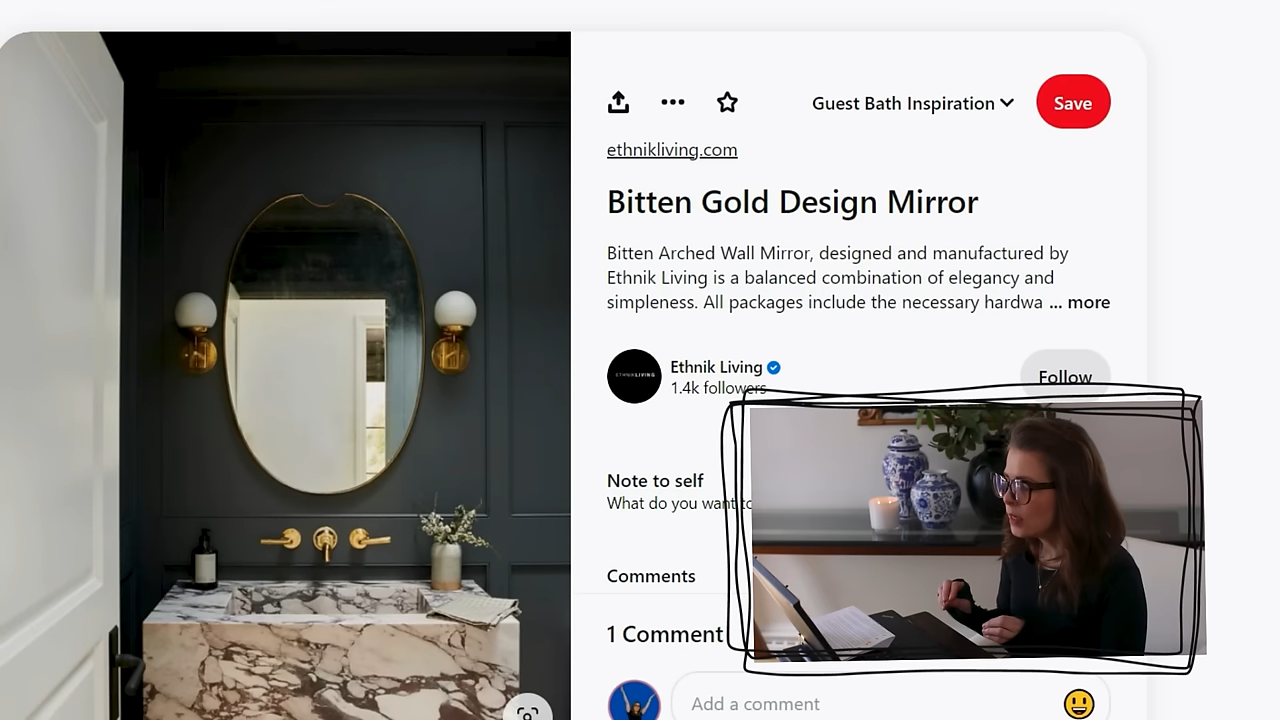 Guest Bath Inspiration
Save
ethnikliving.com
Bitten Gold Design Mirror
Bitten Arched Wall Mirror, designed and manufactured by
Ethnik Living is a balanced combination of elegancy and
simpleness. All packages include the necessary hardwa ... more
ETHNIKLIVING
Ethnik Living
1.4k followers
Follow
Note to self
What do you want to
Comments
1 Comment
Add a comment